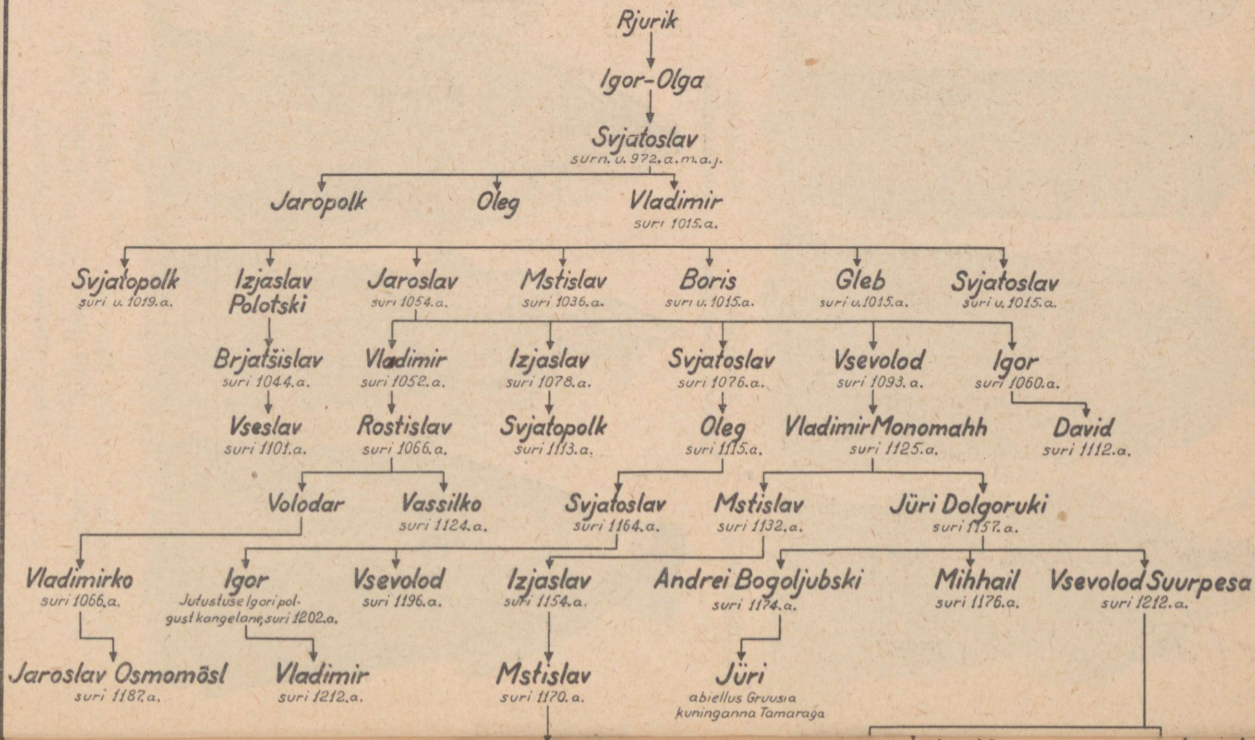 Rjurik
Igor-Olga
Svjatoslav
surn. u. 972. a. m. a. j.
Jaropolk Oleg Vladimir
suri 1015. a.
Svjatopolk Izjaslav Jaroslav Mstislav Boris Gleb Svjatoslav
suri u. 1019. a. Polotski suri 1054. a. suri 1036. a. suri u. 1015. a. suri u. 1015. a. suri u. 1015. a.
Brjatšislav Vladimir Izjaslav Svjatoslav Vsevolod Igor
suri 1044. a. suri 1052. a. suri 1078. a. suri 1076. a. suri 1093. a. suri 1060. a.
Vseslav Rostislav Svjatopolk Oleg Vladimir Monomahh David
suri 1101. a. suri 1066. a. suri 1113. a. suri 1115. a. suri 1125. a. suri 1112. a.
Volodar Vassilko Svjatoslav Mstislav Jüri Dolgoruki
suri 1124. a. suri 1164. a. suri 1132. a. suri 1157. a.
Vladimirko Igor Vsevolod Izjaslav Andrei Bogoljubski Mihhail Vsevolod Suurpesa
suri 1066. a. Jutustuse Igori pol- suri 1196. a. suri 1154. a. suri 1174. a. suri 1176. a. suri 1212. a.
gust kangelane, suri 1202. a.
Jaroslav Osmomõsl Vladimir Mstislav Jüri
suri 1187. a. suri 1212. a. suri 1170. a. abiellus Gruusia
kuninganna Tamaraga